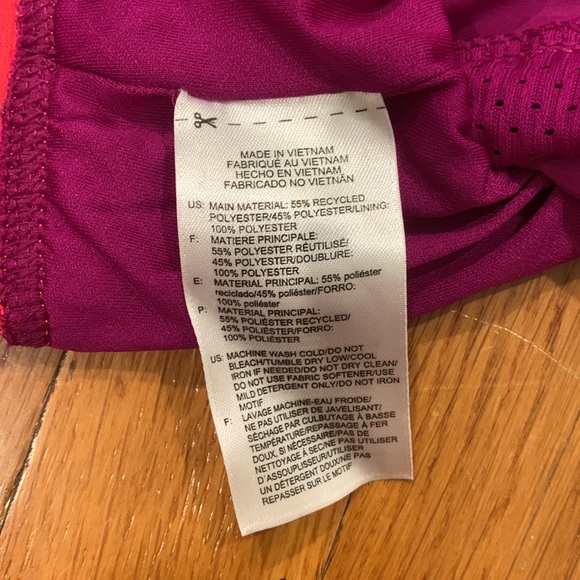 MADE IN VIETNAM
FABRIQUÉ AU VIETNAM
HECHO EN VIETNAM
FABRICADO NO VIETNÃN
US: MAIN MATERIAL: 55% RECYCLED
POLYESTER/45% POLYESTER/LINING:
100% POLYESTER
F: MATIERE PRINCIPALE:
55% POLYESTER RÉUTILISÉ/
45% POLYESTER/DOUBLURE:
100% POLYESTER
E: MATERIAL PRINCIPAL: 55% poliéster
reciclado/45% poliéster/FORRO:
100% poliéster
P: MATERIAL PRINCIPAL:
55% POLIÉSTER RECYCLED/
45% POLIÉSTER/FORRO:
100% POLIÉSTER
US: MACHINE WASH COLD/DO NOT
BLEACH/TUMBLE DRY LOW/COOL
IRON IF NEEDED/DO NOT DRY CLEAN/
DO NOT USE FABRIC SOFTENER/USE
MILD DETERGENT ONLY/DO NOT IRON
MOTIF
F: LAVAGE MACHINE-EAU FROIDE/
NE PAS UTILISER DE JAVELISANT/
SÉCHAGE PAR CULBUTAGE À BASSE
TEMPÉRATURE/REPASSAGE À FER
DOUX, SI NÉCESSAIRE/PAS DE
NETTOYAGE À SEC/NE PAS UTILISER
D'ASSOUPLISSEUR/UTILISER
UN DÉTERGENT DOUX/NE PAS
REPASSER SUR LE MOTIF